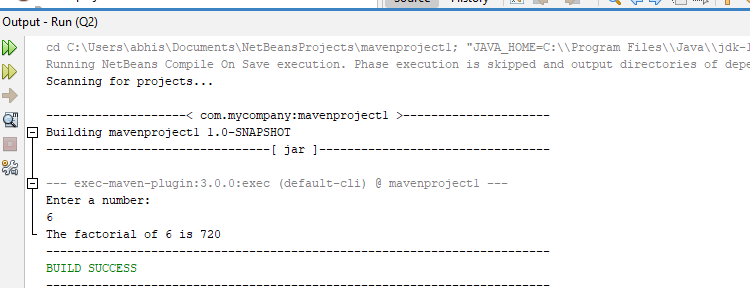 Source History
Output - Run (Q2)
cd C:\Users\abhis\Documents\NetBeansProjects\mavenproject1; "JAVA_HOME=C:\\Program Files\\Java\\jdk-
Running NetBeans Compile On Save execution. Phase execution is skipped and output directories of depe
Scanning for projects...
--------------------< com.mycompany:mavenproject1 >---------------------
Building mavenproject1 1.0-SNAPSHOT
--------------------------------[ jar ]---------------------------------
--- exec-maven-plugin:3.0.0:exec (default-cli) @ mavenproject1 ---
Enter a number:
6
The factorial of 6 is 720
------------------------------------------------------------------------
BUILD SUCCESS
------------------------------------------------------------------------